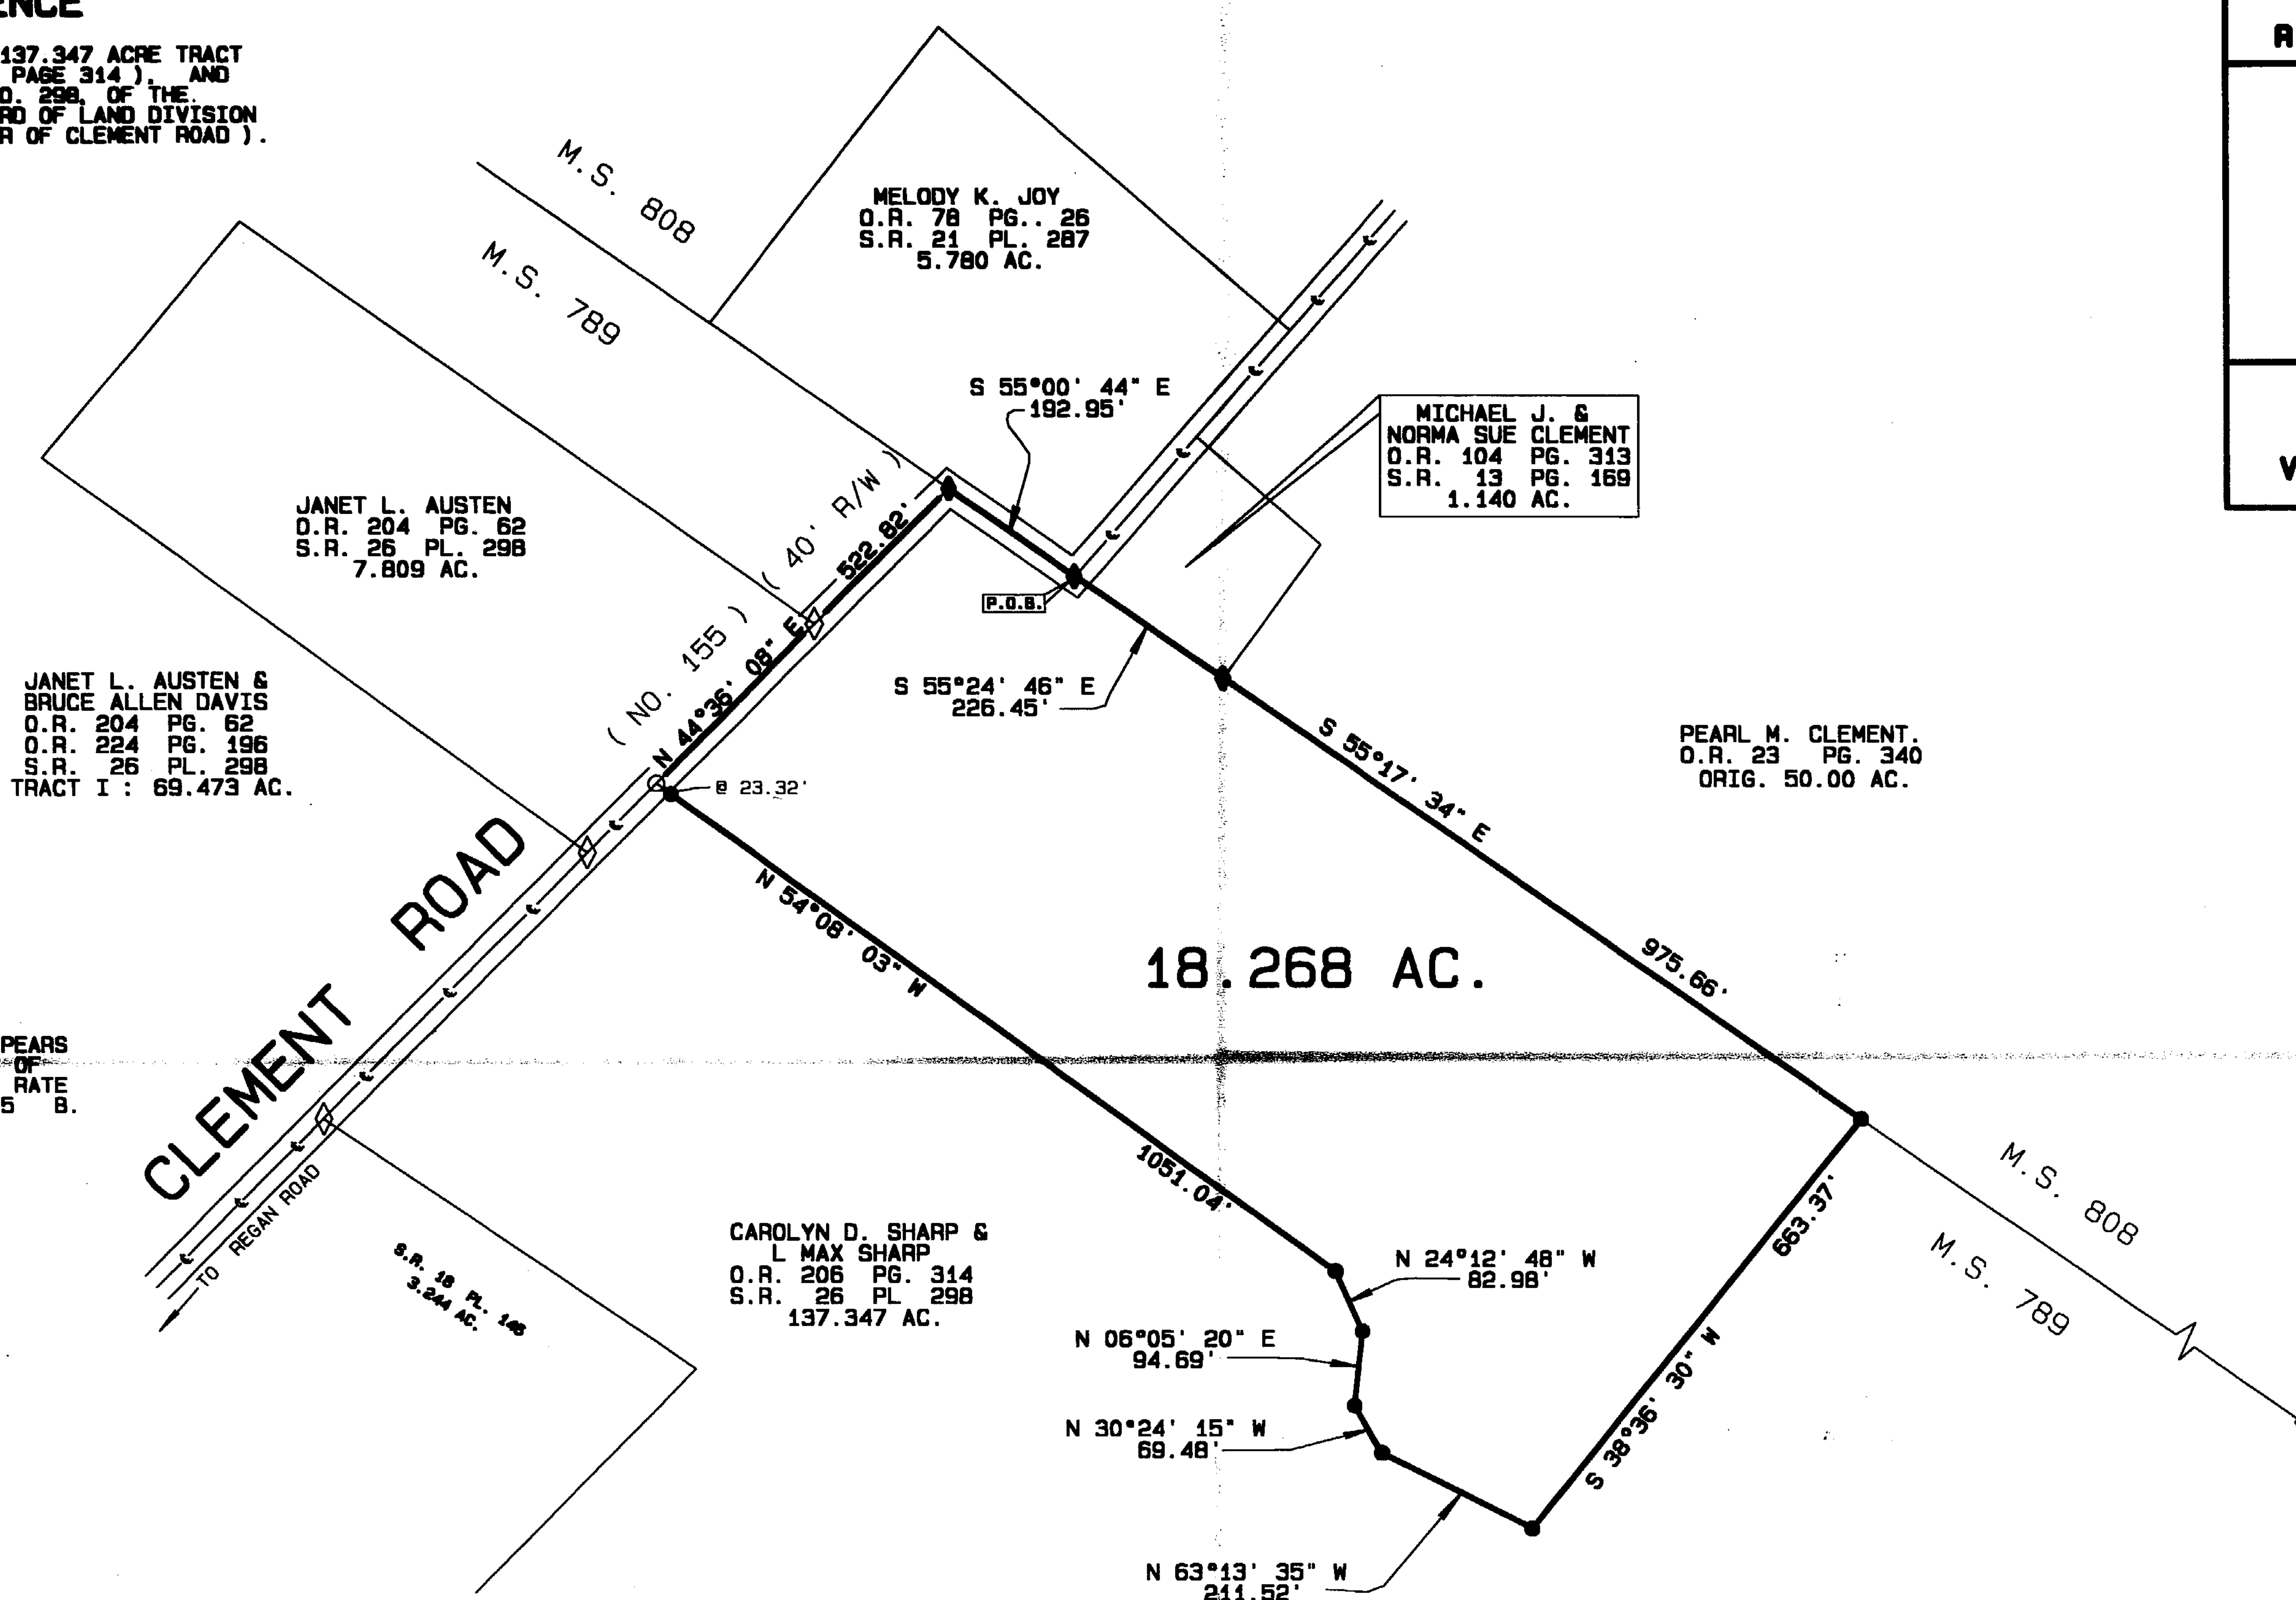 137.347 ACRE TRACT
PAGE 314 ), AND
O. 298, OF THE.
RD OF LAND DIVISION
R OF CLEMENT ROAD ).
M.S. 808
M.S. 789
MELODY K. JOY
O.R. 78 PG.. 26
S.R. 21 PL. 287
5.780 AC.
S 55°00' 44" E
192.95'
MICHAEL J. &
NORMA SUE CLEMENT
O.R. 104 PG. 313
S.R. 13 PG. 169
1.140 AC.
JANET L. AUSTEN
O.R. 204 PG. 62
S.R. 26 PL. 298
7.809 AC.
( NO. 155 ) ( 40' R/W )
N 44°36' 08" E 522.82'
P.O.B.
S 55°24' 46" E
226.45'
JANET L. AUSTEN &
BRUCE ALLEN DAVIS
O.R. 204 PG. 62
O.R. 224 PG. 196
S.R. 26 PL. 298
TRACT I : 69.473 AC.
@ 23.32'
S 55°17' 34" E 975.66'
PEARL M. CLEMENT.
O.R. 23 PG. 340
ORIG. 50.00 AC.
CLEMENT ROAD
N 54°08' 03" W 1051.04'
18.268 AC.
PEARS
OF
RATE
5 B.
TO REGAN ROAD
S.R. 18 PL. 146
3.244 AC.
CAROLYN D. SHARP &
L MAX SHARP
O.R. 206 PG. 314
S.R. 26 PL 298
137.347 AC.
N 24°12' 48" W
82.98'
N 06°05' 20" E
94.69'
N 30°24' 15" W
69.48'
N 63°13' 35" W
211.52'
S 38°36' 30" W 663.37'
M.S. 808
M.S. 789